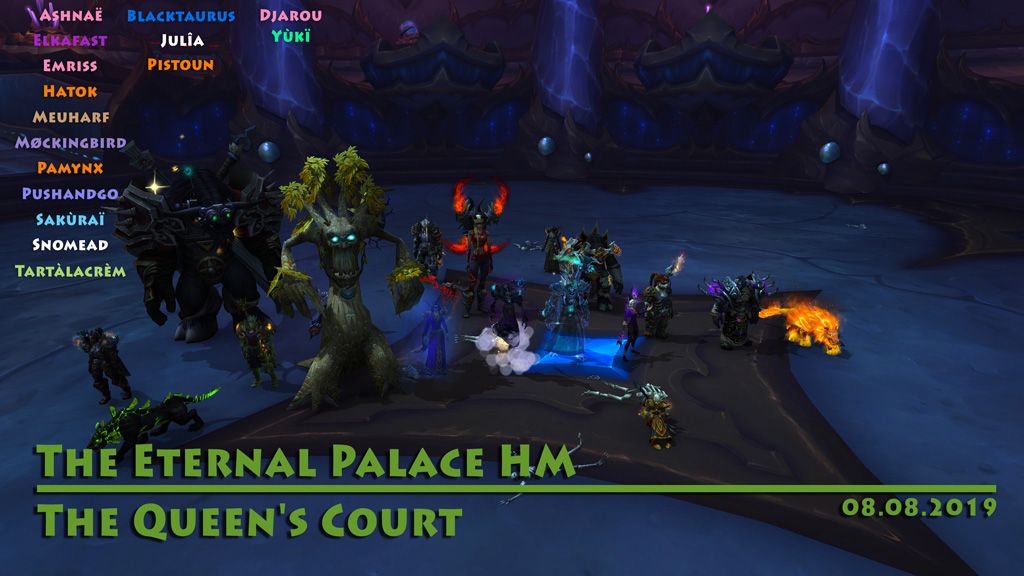 Ashnaë
Elkafast
Emriss
Hatok
Meuharf
Møckingbird
Pamynx
Pushandgo
Sakùraï
Snomead
Tartàlacrèm
Blacktaurus
Julîa
Pistoun
Djarou
Yùkï
The Eternal Palace HM
The Queen's Court
08.08.2019